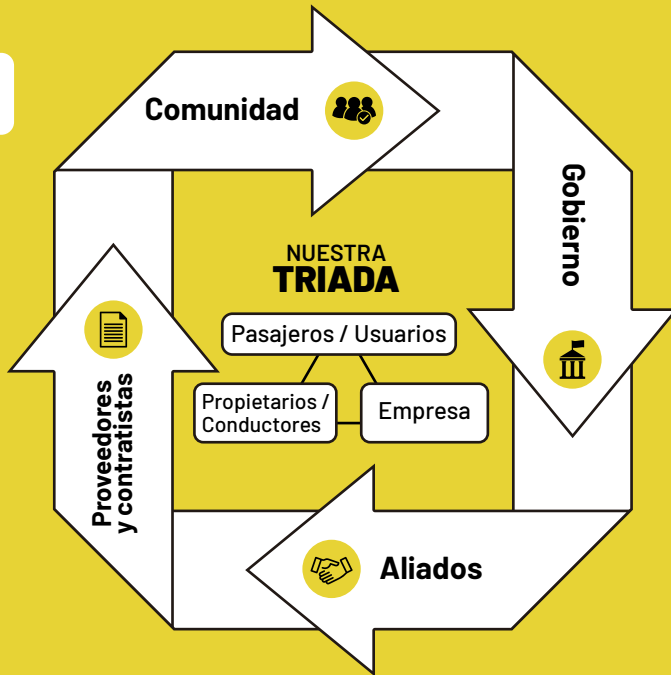 Comunidad
Gobierno
NUESTRA
TRIADA
Pasajeros / Usuarios
Propietarios /
Conductores
Empresa
Proveedores
y contratistas
Aliados